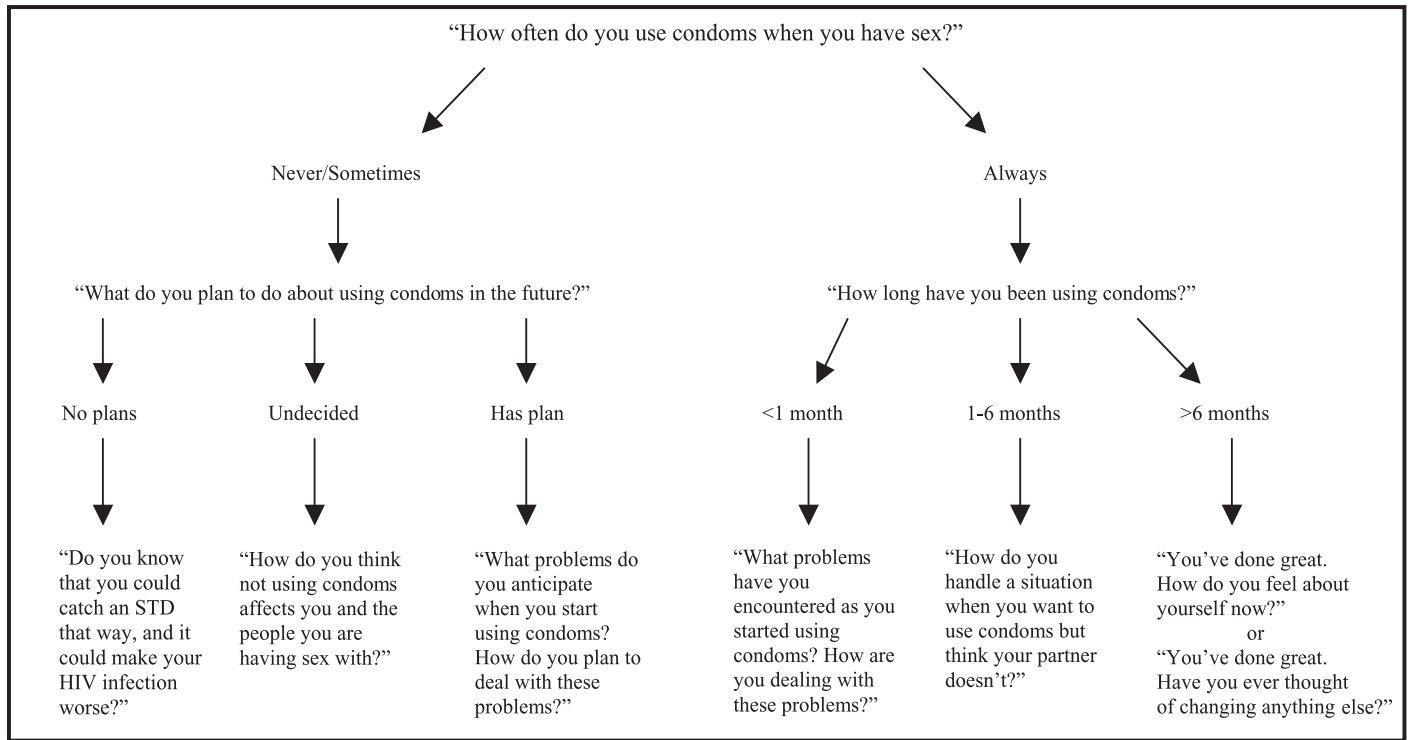 “How often do you use condoms when you have sex?”
Never/Sometimes
Always
“What do you plan to do about using condoms in the future?”
“How long have you been using condoms?”
No plans
Undecided
Has plan
<1 month
1-6 months
>6 months
“Do you know
that you could
catch an STD
that way, and it
could make your
HIV infection
worse?”
“How do you think
not using condoms
affects you and the
people you are
having sex with?”
“What problems do
you anticipate
when you start
using condoms?
How do you plan to
deal with these
problems?”
“What problems
have you
encountered as you
started using
condoms? How are
you dealing with
these problems?”
“How do you
handle a situation
when you want to
use condoms but
think your partner
doesn’t?”
“You’ve done great.
How do you feel about
yourself now?”
or
“You’ve done great.
Have you ever thought
of changing anything else?”